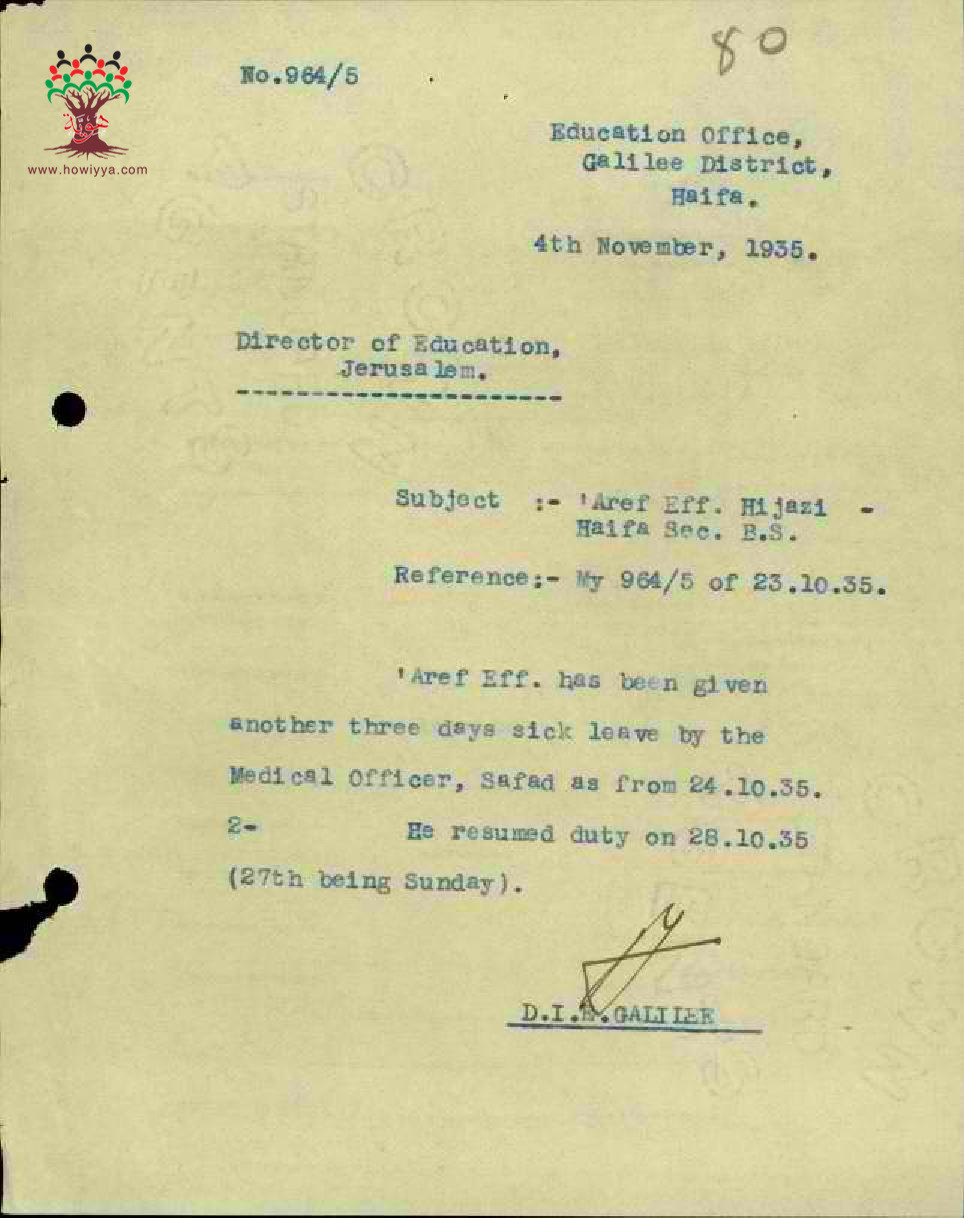 80
No.964/5
هوية
www.howiyya.com
Education Office,
Galilee District,
Haifa.
4th November, 1935.
Director of Education,
Jerusalem.
-----------------------
Subject :- 'Aref Eff. Hijazi -
Haifa Sec. B.S.
Reference:- My 964/5 of 23.10.35.
'Aref Eff. has been given
another three days sick leave by the
Medical Officer, Safad as from 24.10.35.
2- He resumed duty on 28.10.35
(27th being Sunday).
D.I.E.GALILEE